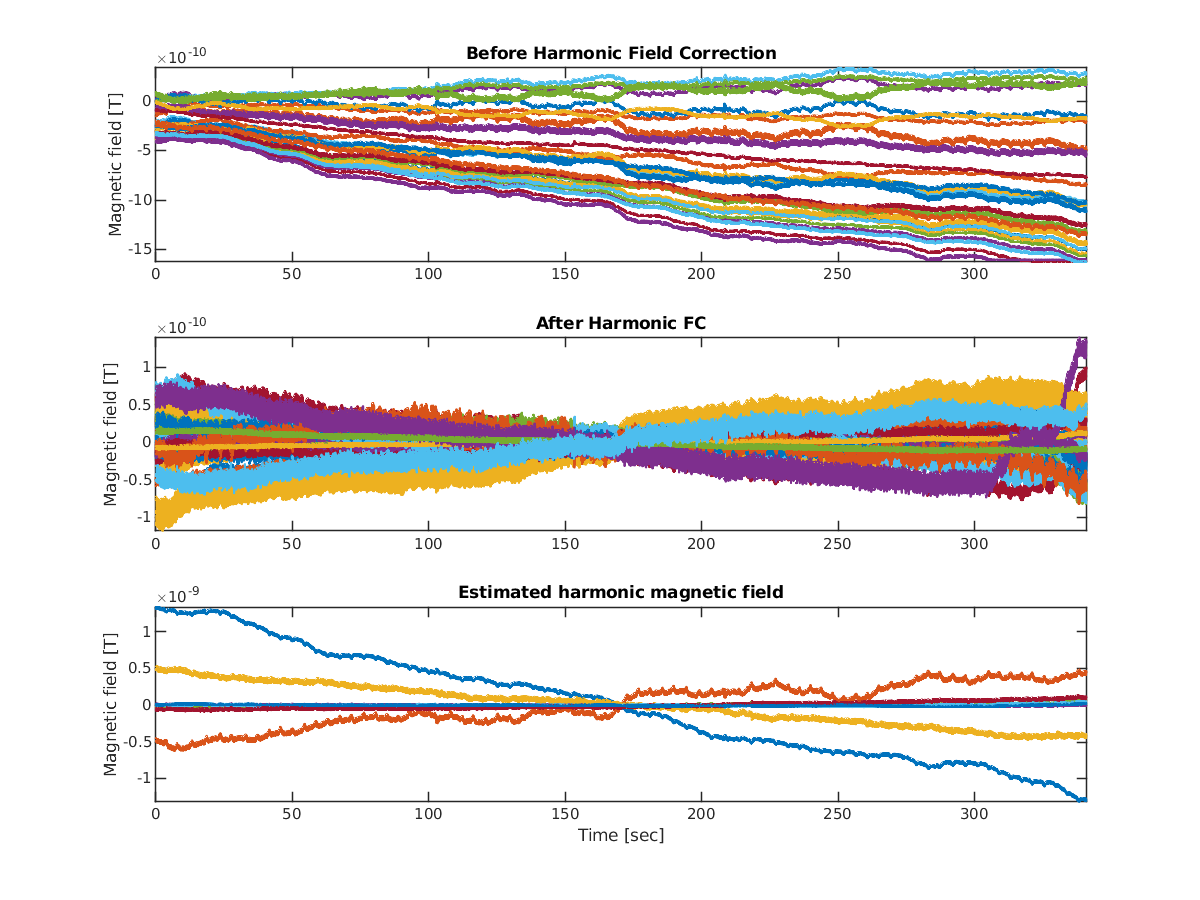 Before Harmonic Field Correction
×10-10
Magnetic field [T]
0
-5
-10
-15
0 50 100 150 200 250 300
After Harmonic FC
×10-10
Magnetic field [T]
1
0.5
0
-0.5
-1
0 50 100 150 200 250 300
Estimated harmonic magnetic field
×10-9
Magnetic field [T]
1
0.5
0
-0.5
-1
0 50 100 150 200 250 300
Time [sec]